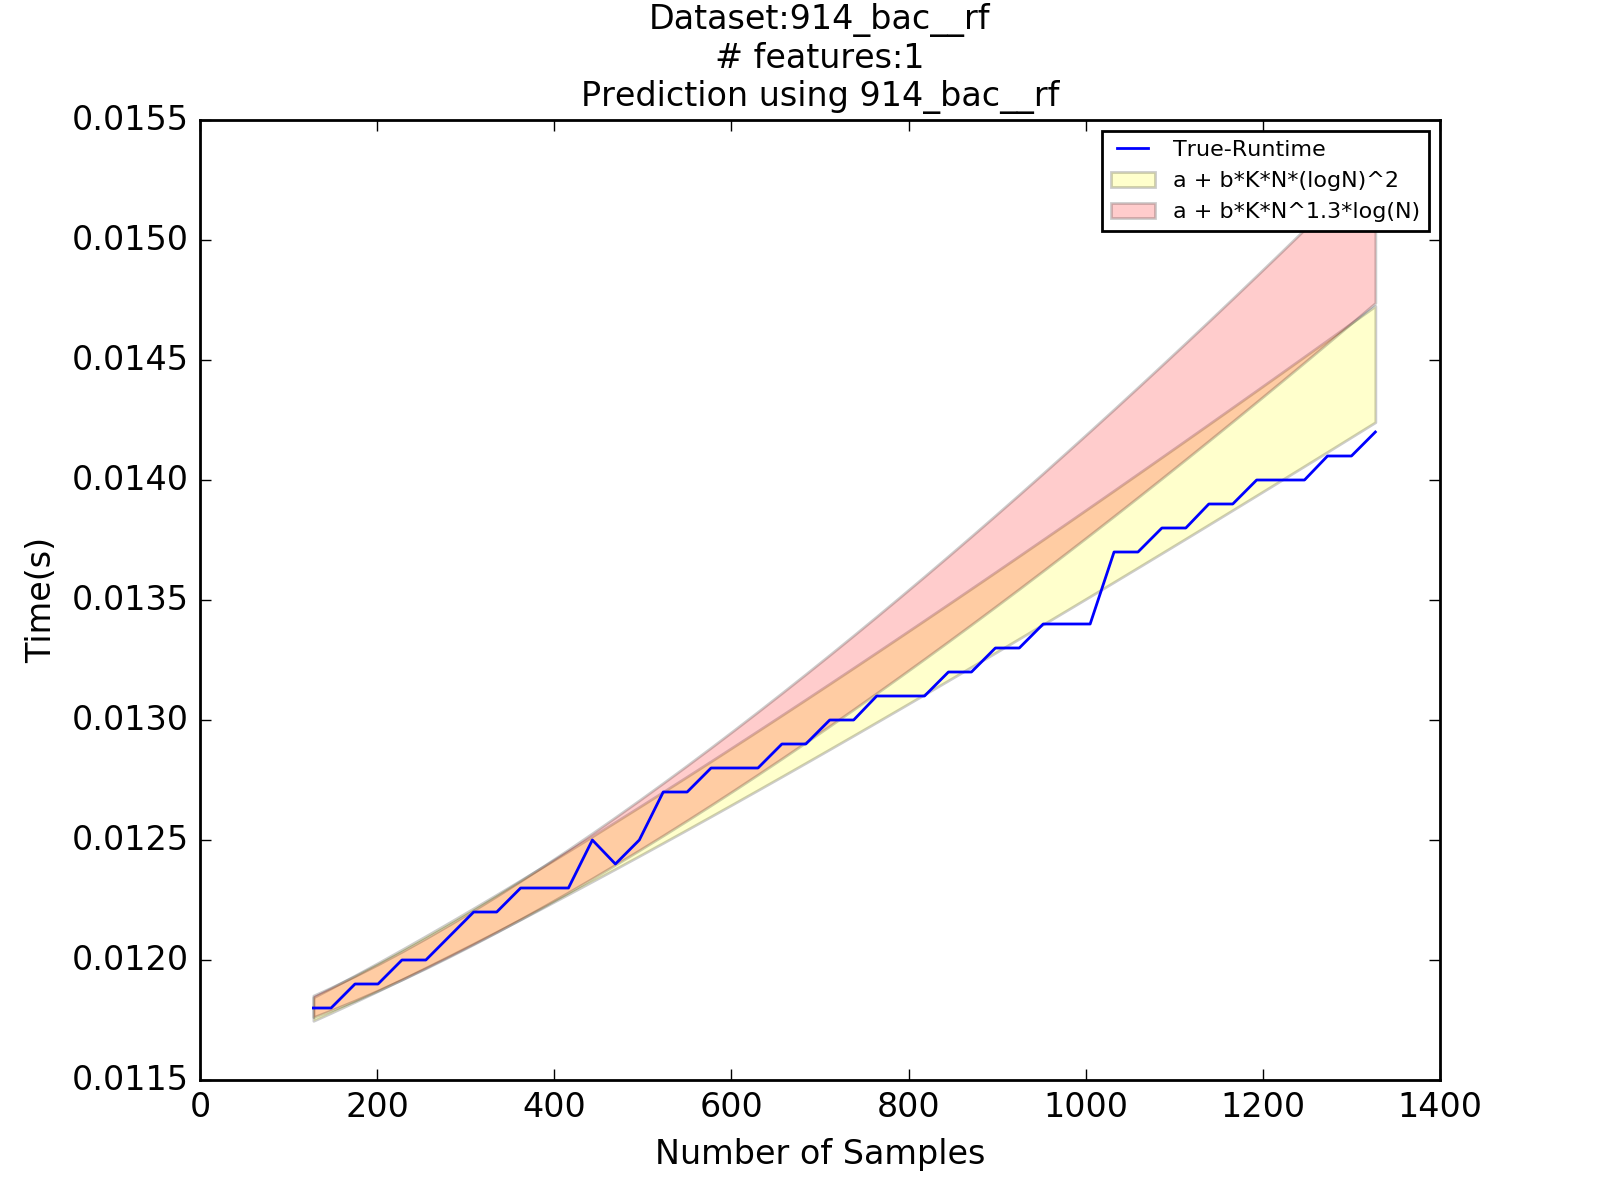 Dataset:914_bac__rf
# features:1
Prediction using 914_bac__rf
0.0155
0.0150
0.0145
0.0140
0.0135
0.0130
0.0125
0.0120
0.0115
Time(s)
True-Runtime
a + b*K*N*(logN)^2
a + b*K*N^1.3*log(N)
0 200 400 600 800 1000 1200 1400
Number of Samples